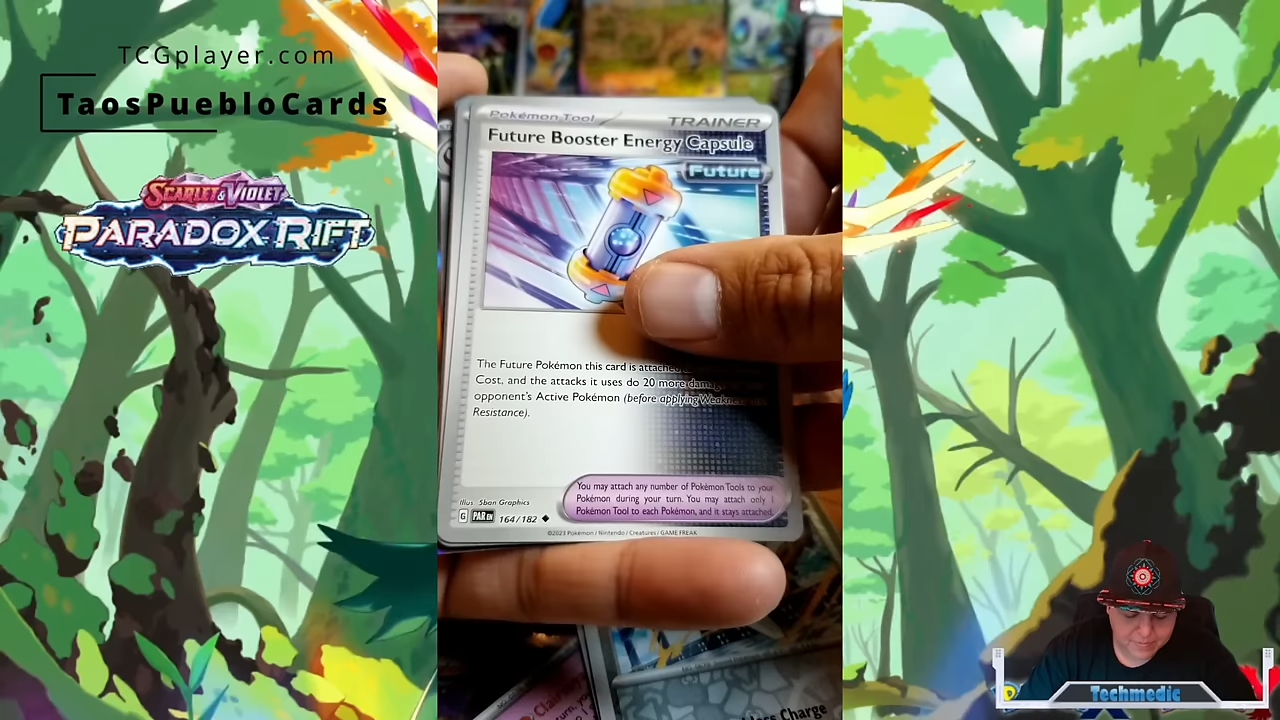 TCGplayer.com
TaosPuebloCards
SCARLET & VIOLET
PARADOX RIFT
Pokémon Tool
TRAINER
Future Booster Energy Capsule
Future
The Future Pokémon this card is attached
Cost, and the attacks it uses do 20 more
opponent's Active Pokémon (before applying
Resistance).
You may attach any number of Pokémon Tools to your
Pokémon during your turn. You may attach only 1
Pokémon Tool to each Pokémon, and it stays attached.
Illus. Sban Graphics
G PAR EN 164/182
©2023 Pokémon / Nintendo / Creatures / GAME FREAK
Charge
Techmedic